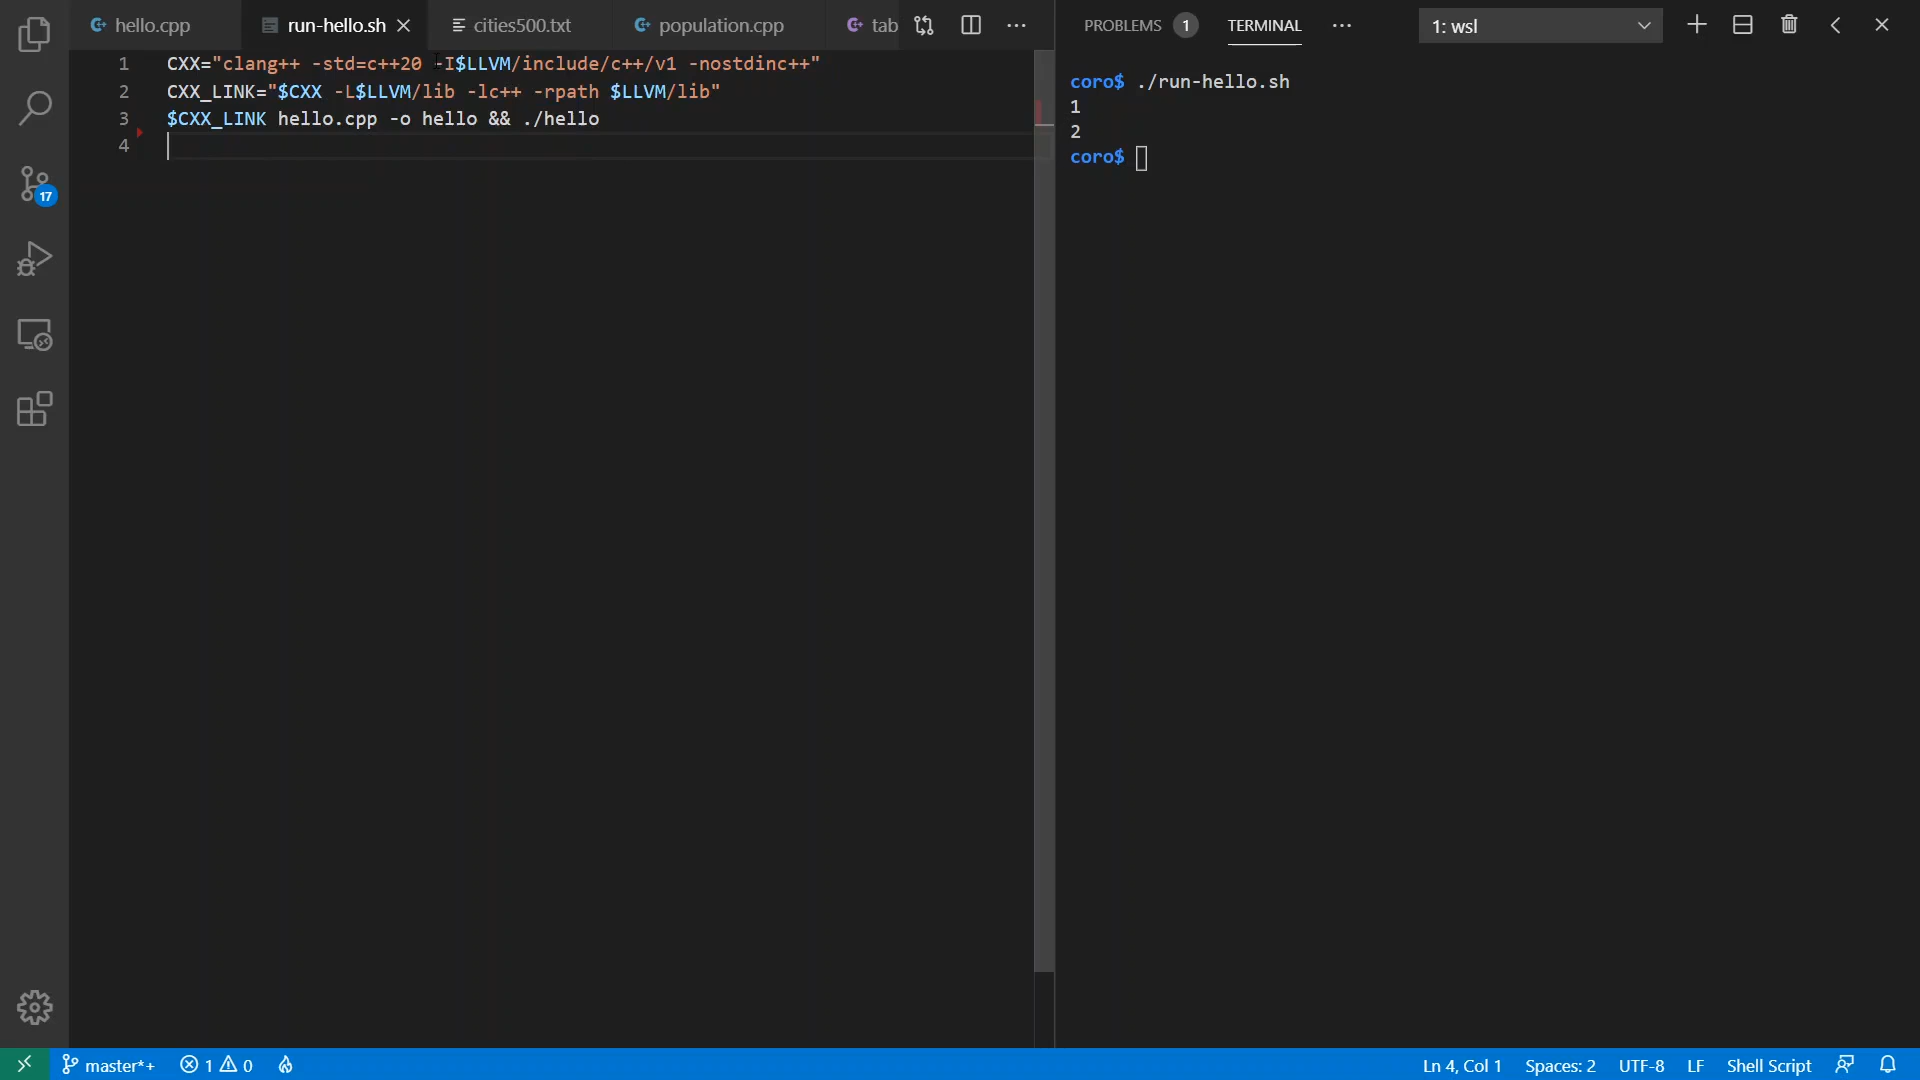 hello.cpp run-hello.sh cities500.txt population.cpp tab
PROBLEMS 1 TERMINAL 1: wsl
1 CXX="clang++ -std=c++20 -I$LLVM/include/c++/v1 -nostdinc++"
2 CXX_LINK="$CXX -L$LLVM/lib -lc++ -rpath $LLVM/lib"
3 $CXX_LINK hello.cpp -o hello && ./hello
4
coro$ ./run-hello.sh
1
2
coro$
17
master*+ 1 0 Ln 4, Col 1 Spaces: 2 UTF-8 LF Shell Script